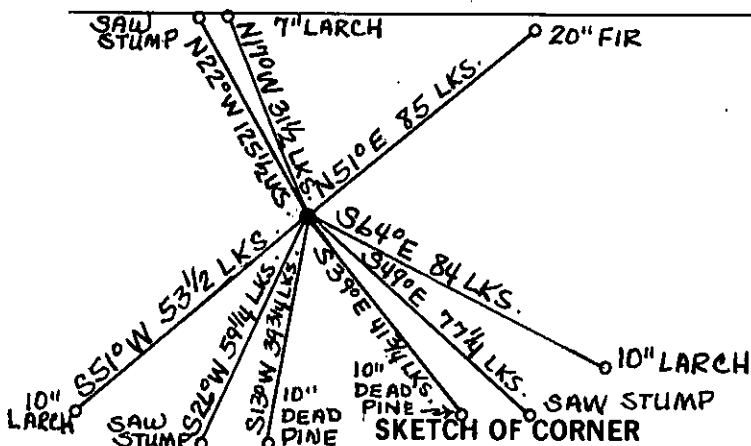 SAW
STUMP
7" LARCH
20" FIR
N22°W 125½ LKS.
N17°W 31½ LKS.
N51°E 85 LKS.
S64°E 84 LKS.
S49°E 77¼ LKS.
S39°E 41¾ LKS.
S51°W 53½ LKS.
S26°W 59¼ LKS.
S13°W 39¾ LKS.
10" LARCH
10"
LARCH
SAW
STUMP
10"
DEAD
PINE
10"
DEAD
PINE
SAW STUMP
SKETCH OF CORNER